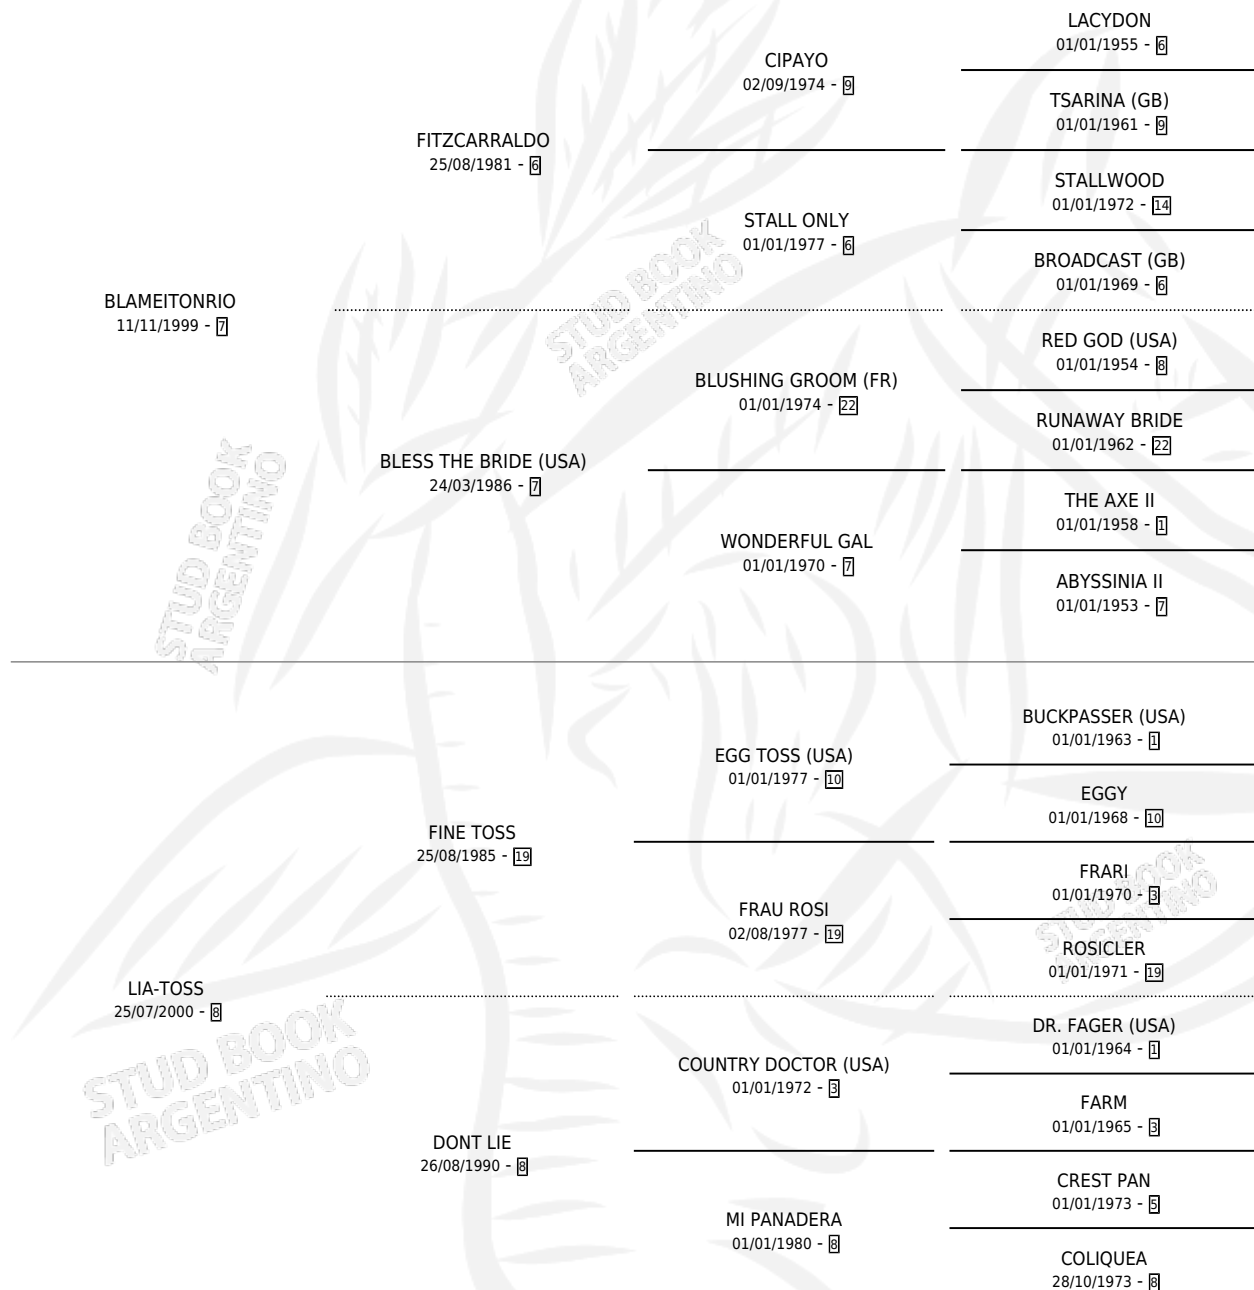 LACYDON
01/01/1955 - 6
CIPAYO
02/09/1974 - 9
TSARINA (GB)
01/01/1961 - 9
FITZCARRALDO
25/08/1981 - 6
STALLWOOD
01/01/1972 - 14
STALL ONLY
01/01/1977 - 6
BROADCAST (GB)
01/01/1969 - 6
BLAMEITONRIO
11/11/1999 - 7
STUD BOOK
ARGENTINO
RED GOD (USA)
01/01/1954 - 8
BLUSHING GROOM (FR)
01/01/1974 - 22
RUNAWAY BRIDE
01/01/1962 - 22
BLESS THE BRIDE (USA)
24/03/1986 - 7
THE AXE II
01/01/1958 - 1
WONDERFUL GAL
01/01/1970 - 7
ABYSSINIA II
01/01/1953 - 7
STUD BOOK
ARGENTINO
BUCKPASSER (USA)
01/01/1963 - 1
EGG TOSS (USA)
01/01/1977 - 10
EGGY
01/01/1968 - 10
FINE TOSS
25/08/1985 - 19
FRARI
01/01/1970 - 3
FRAU ROSI
02/08/1977 - 19
STUD BOOK
ARGENTINO
ROSICLER
01/01/1971 - 19
LIA-TOSS
25/07/2000 - 8
STUD BOOK
ARGENTINO
DR. FAGER (USA)
01/01/1964 - 1
COUNTRY DOCTOR (USA)
01/01/1972 - 3
FARM
01/01/1965 - 3
DONT LIE
26/08/1990 - 8
CREST PAN
01/01/1973 - 5
MI PANADERA
01/01/1980 - 8
COLIQUEA
28/10/1973 - 8